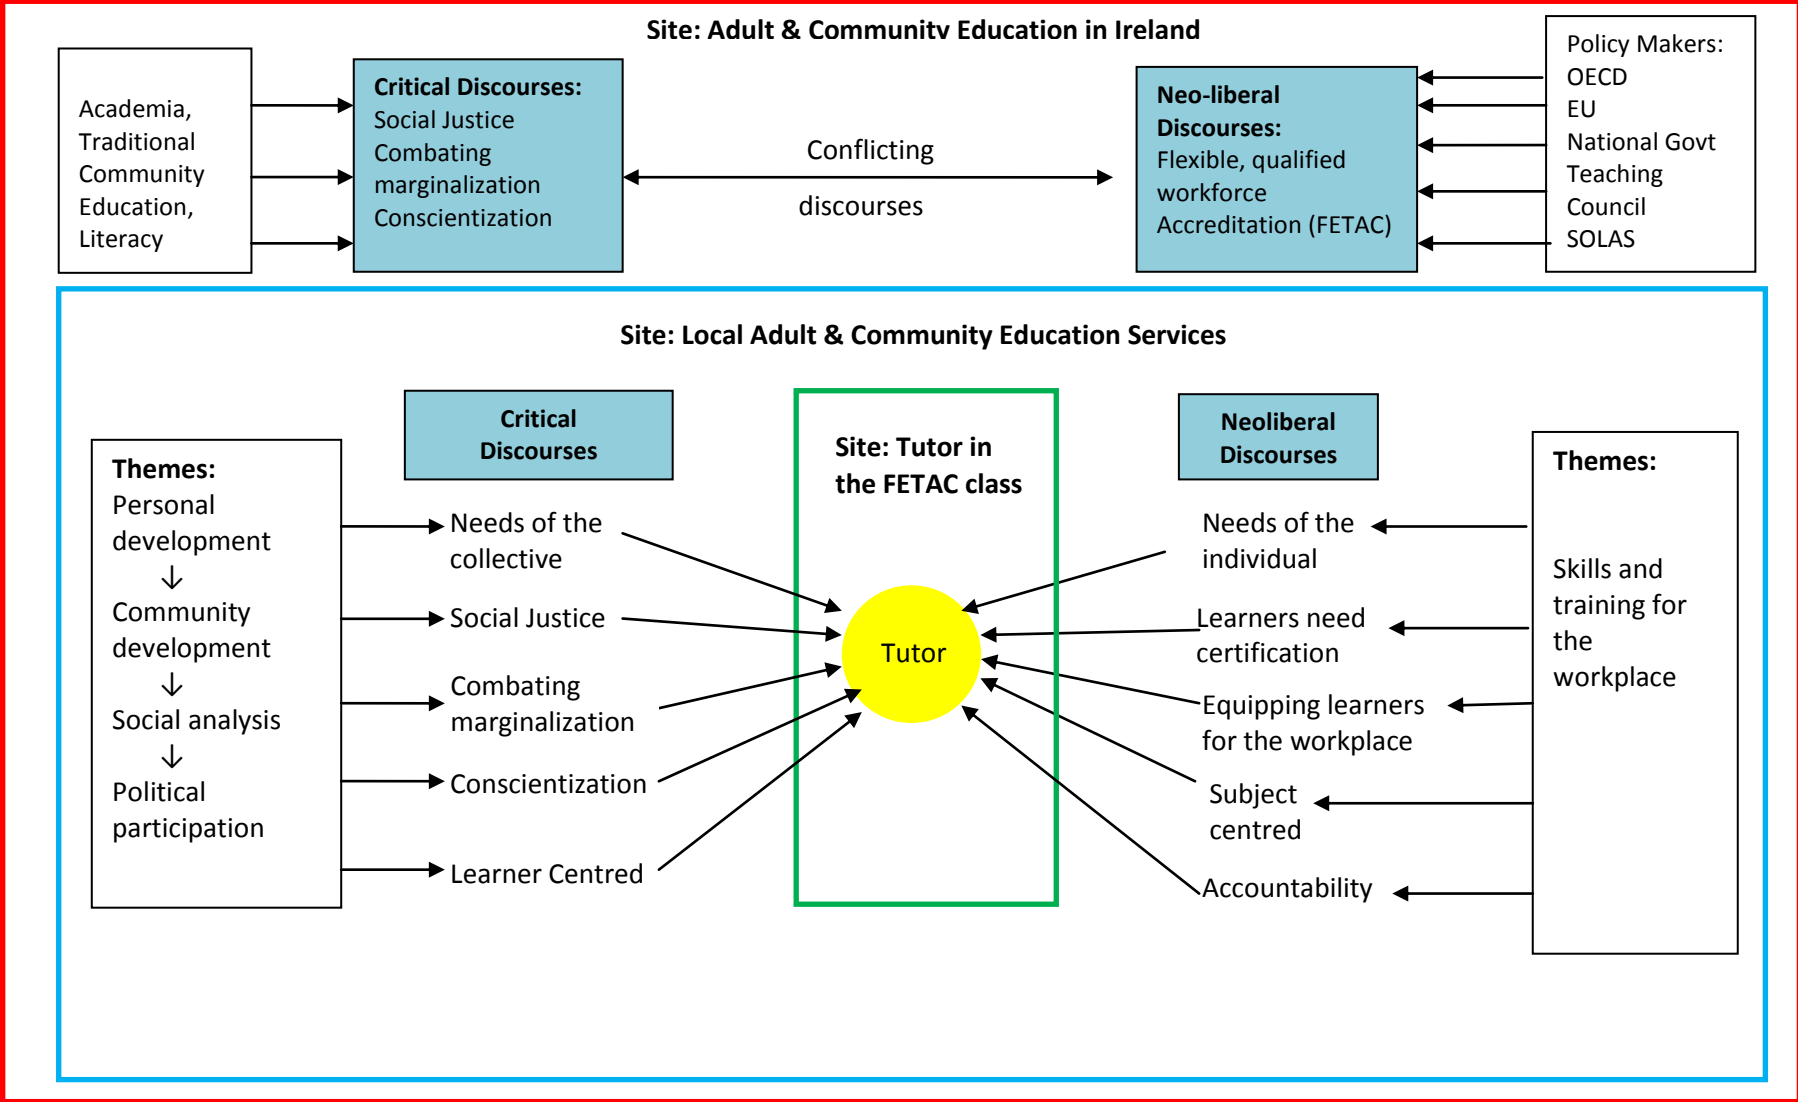 Site: Adult & Community Education in Ireland
Academia,
Traditional
Community
Education,
Literacy
Critical Discourses:
Social Justice
Combating
marginalization
Conscientization
Conflicting
discourses
Neo-liberal
Discourses:
Flexible, qualified
workforce
Accreditation (FETAC)
Policy Makers:
OECD
EU
National Govt
Teaching
Council
SOLAS
Site: Local Adult & Community Education Services
Themes:
Personal
development
↓
Community
development
↓
Social analysis
↓
Political
participation
Critical
Discourses
Needs of the
collective
Social Justice
Combating
marginalization
Conscientization
Learner Centred
Site: Tutor in
the FETAC class
Tutor
Neoliberal
Discourses
Needs of the
individual
Learners need
certification
Equipping learners
for the workplace
Subject
centred
Accountability
Themes:
Skills and
training for
the
workplace